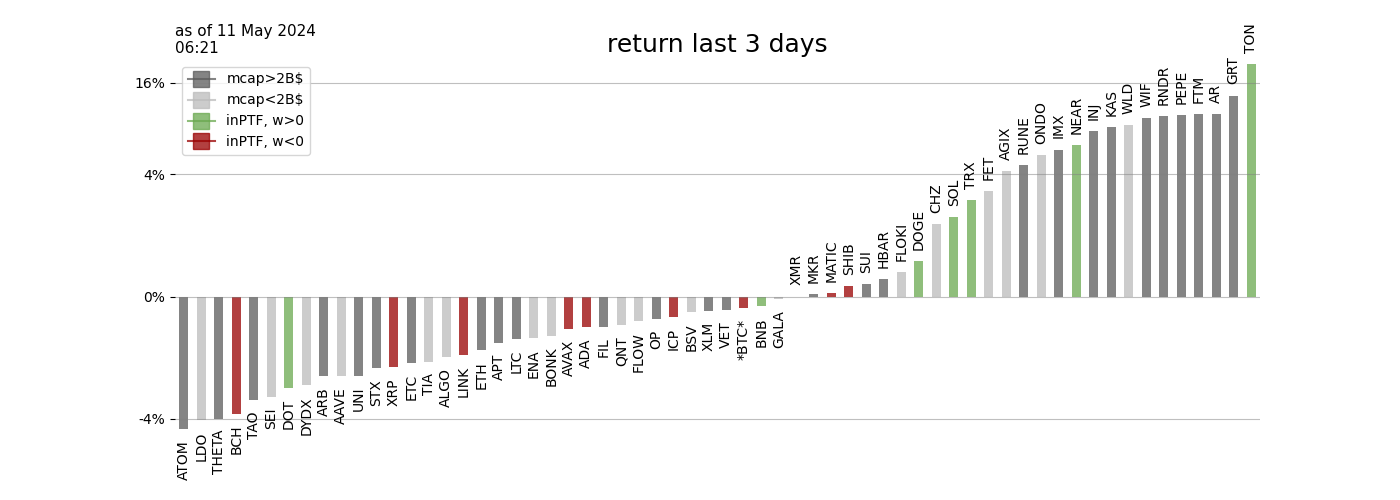 as of 11 May 2024
06:21
return last 3 days
mcap>2B$
mcap<2B$
inPTF, w>0
inPTF, w<0
16%
4%
0%
-4%
ATOM
LDO
THETA
BCH
TAO
SEI
DOT
DYDX
ARB
AAVE
UNI
STX
XRP
ETC
TIA
ALGO
LINK
ETH
APT
LTC
ENA
BONK
AVAX
ADA
FIL
QNT
FLOW
OP
ICP
BSV
XLM
VET
*BTC*
BNB
GALA
XMR
MKR
MATIC
SHIB
SUI
HBAR
FLOKI
DOGE
CHZ
SOL
TRX
FET
AGIX
RUNE
ONDO
IMX
NEAR
INJ
KAS
WLD
WIF
RNDR
PEPE
FTM
AR
GRT
TON